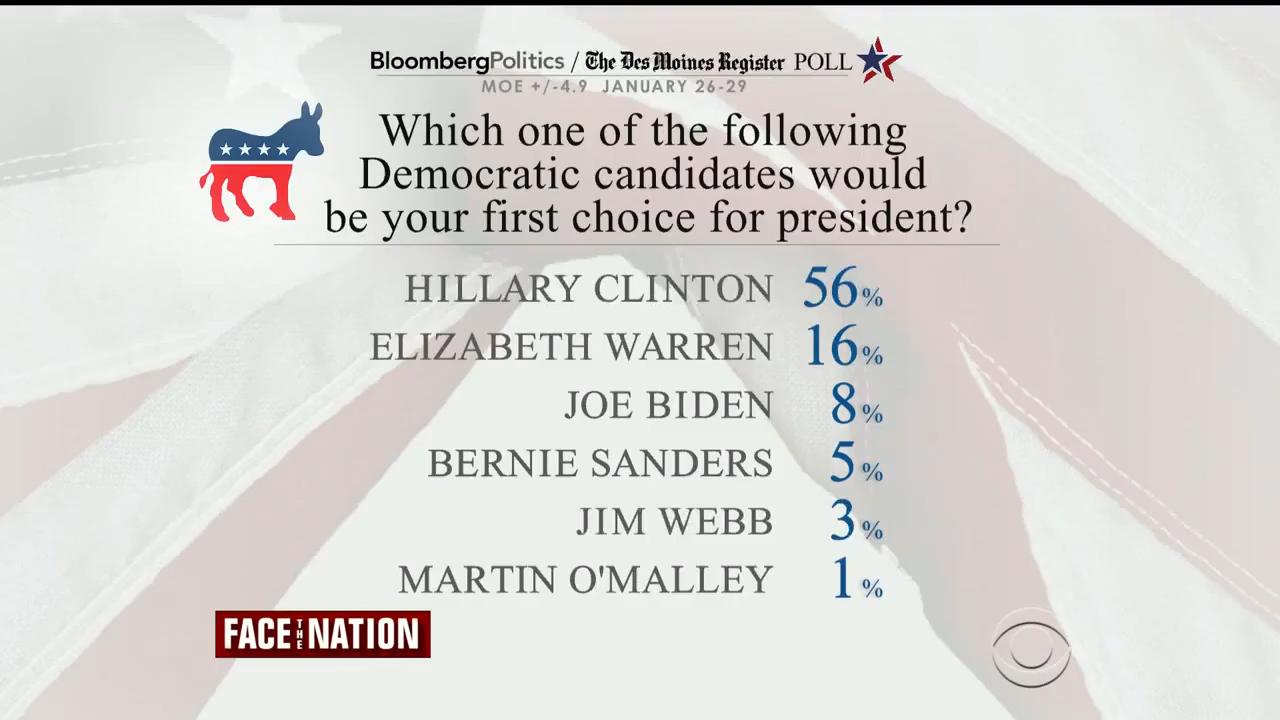 BloombergPolitics / The Des Moines Register POLL
MOE +/-4.9 JANUARY 26-29
Which one of the following
Democratic candidates would
be your first choice for president?
HILLARY CLINTON 56%
ELIZABETH WARREN 16%
JOE BIDEN 8%
BERNIE SANDERS 5%
JIM WEBB 3%
MARTIN O'MALLEY 1%
FACE THE NATION